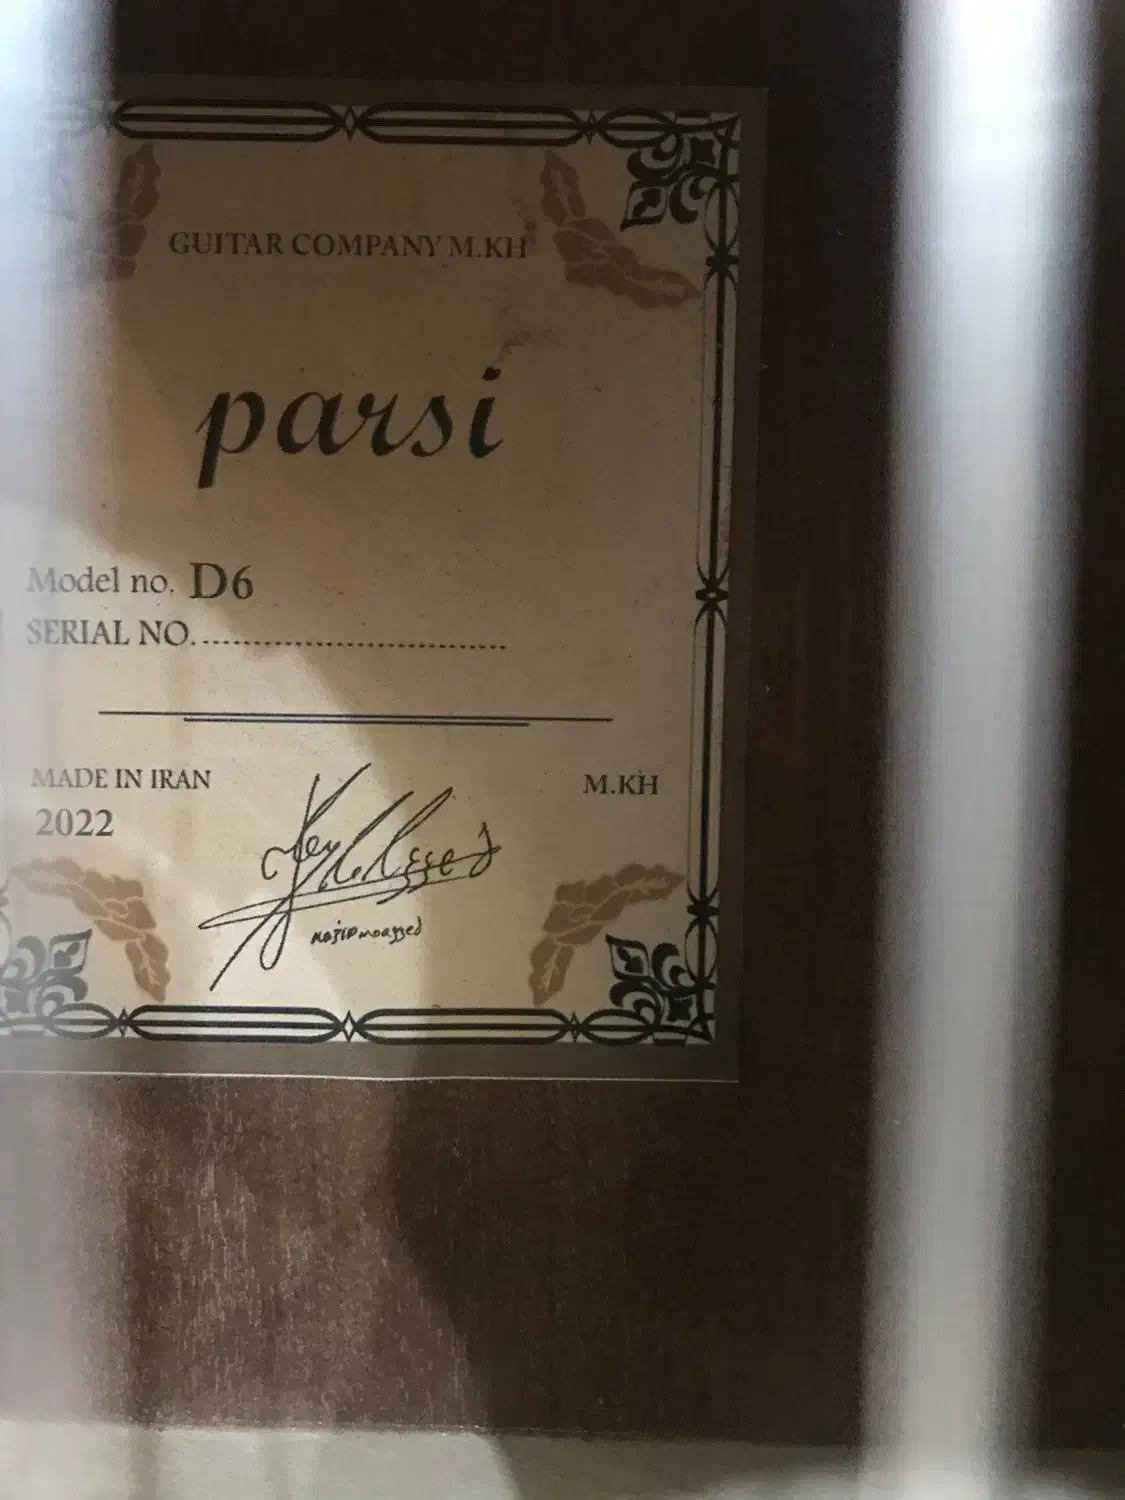 GUITAR COMPANY M.KH
parsi
Model no. D6
SERIAL NO...............................
MADE IN IRAN
M.KH
2022